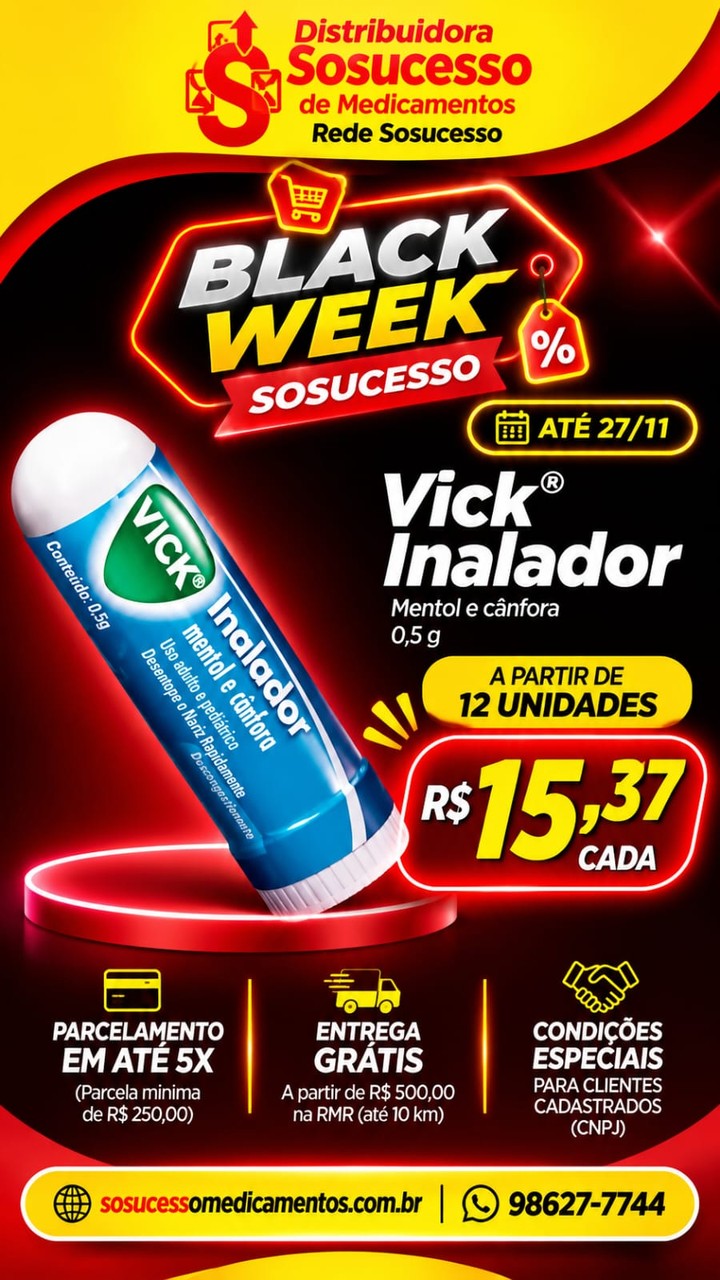 Distribuidora
Sosucesso
de Medicamentos
Rede Sosucesso
BLACK
WEEK
%
SOSUCESSO
ATÉ 27/11
Vick®
Inalador
Mentol e cânfora
0,5 g
VICK®
Conteúdo: 0,5g
Inalador
mentol e cânfora
Uso adulto e pediátrico
Desentope o Nariz Rapidamente
Descongestionante
A PARTIR DE
12 UNIDADES
R$ 15,37
CADA
PARCELAMENTO
EM ATÉ 5X
(Parcela minima
de R$ 250,00)
ENTREGA
GRÁTIS
A partir de R$ 500,00
na RMR (até 10 km)
CONDIÇÕES
ESPECIAIS
PARA CLIENTES
CADASTRADOS
(CNPJ)
sosucessomedicamentos.com.br | 98627-7744